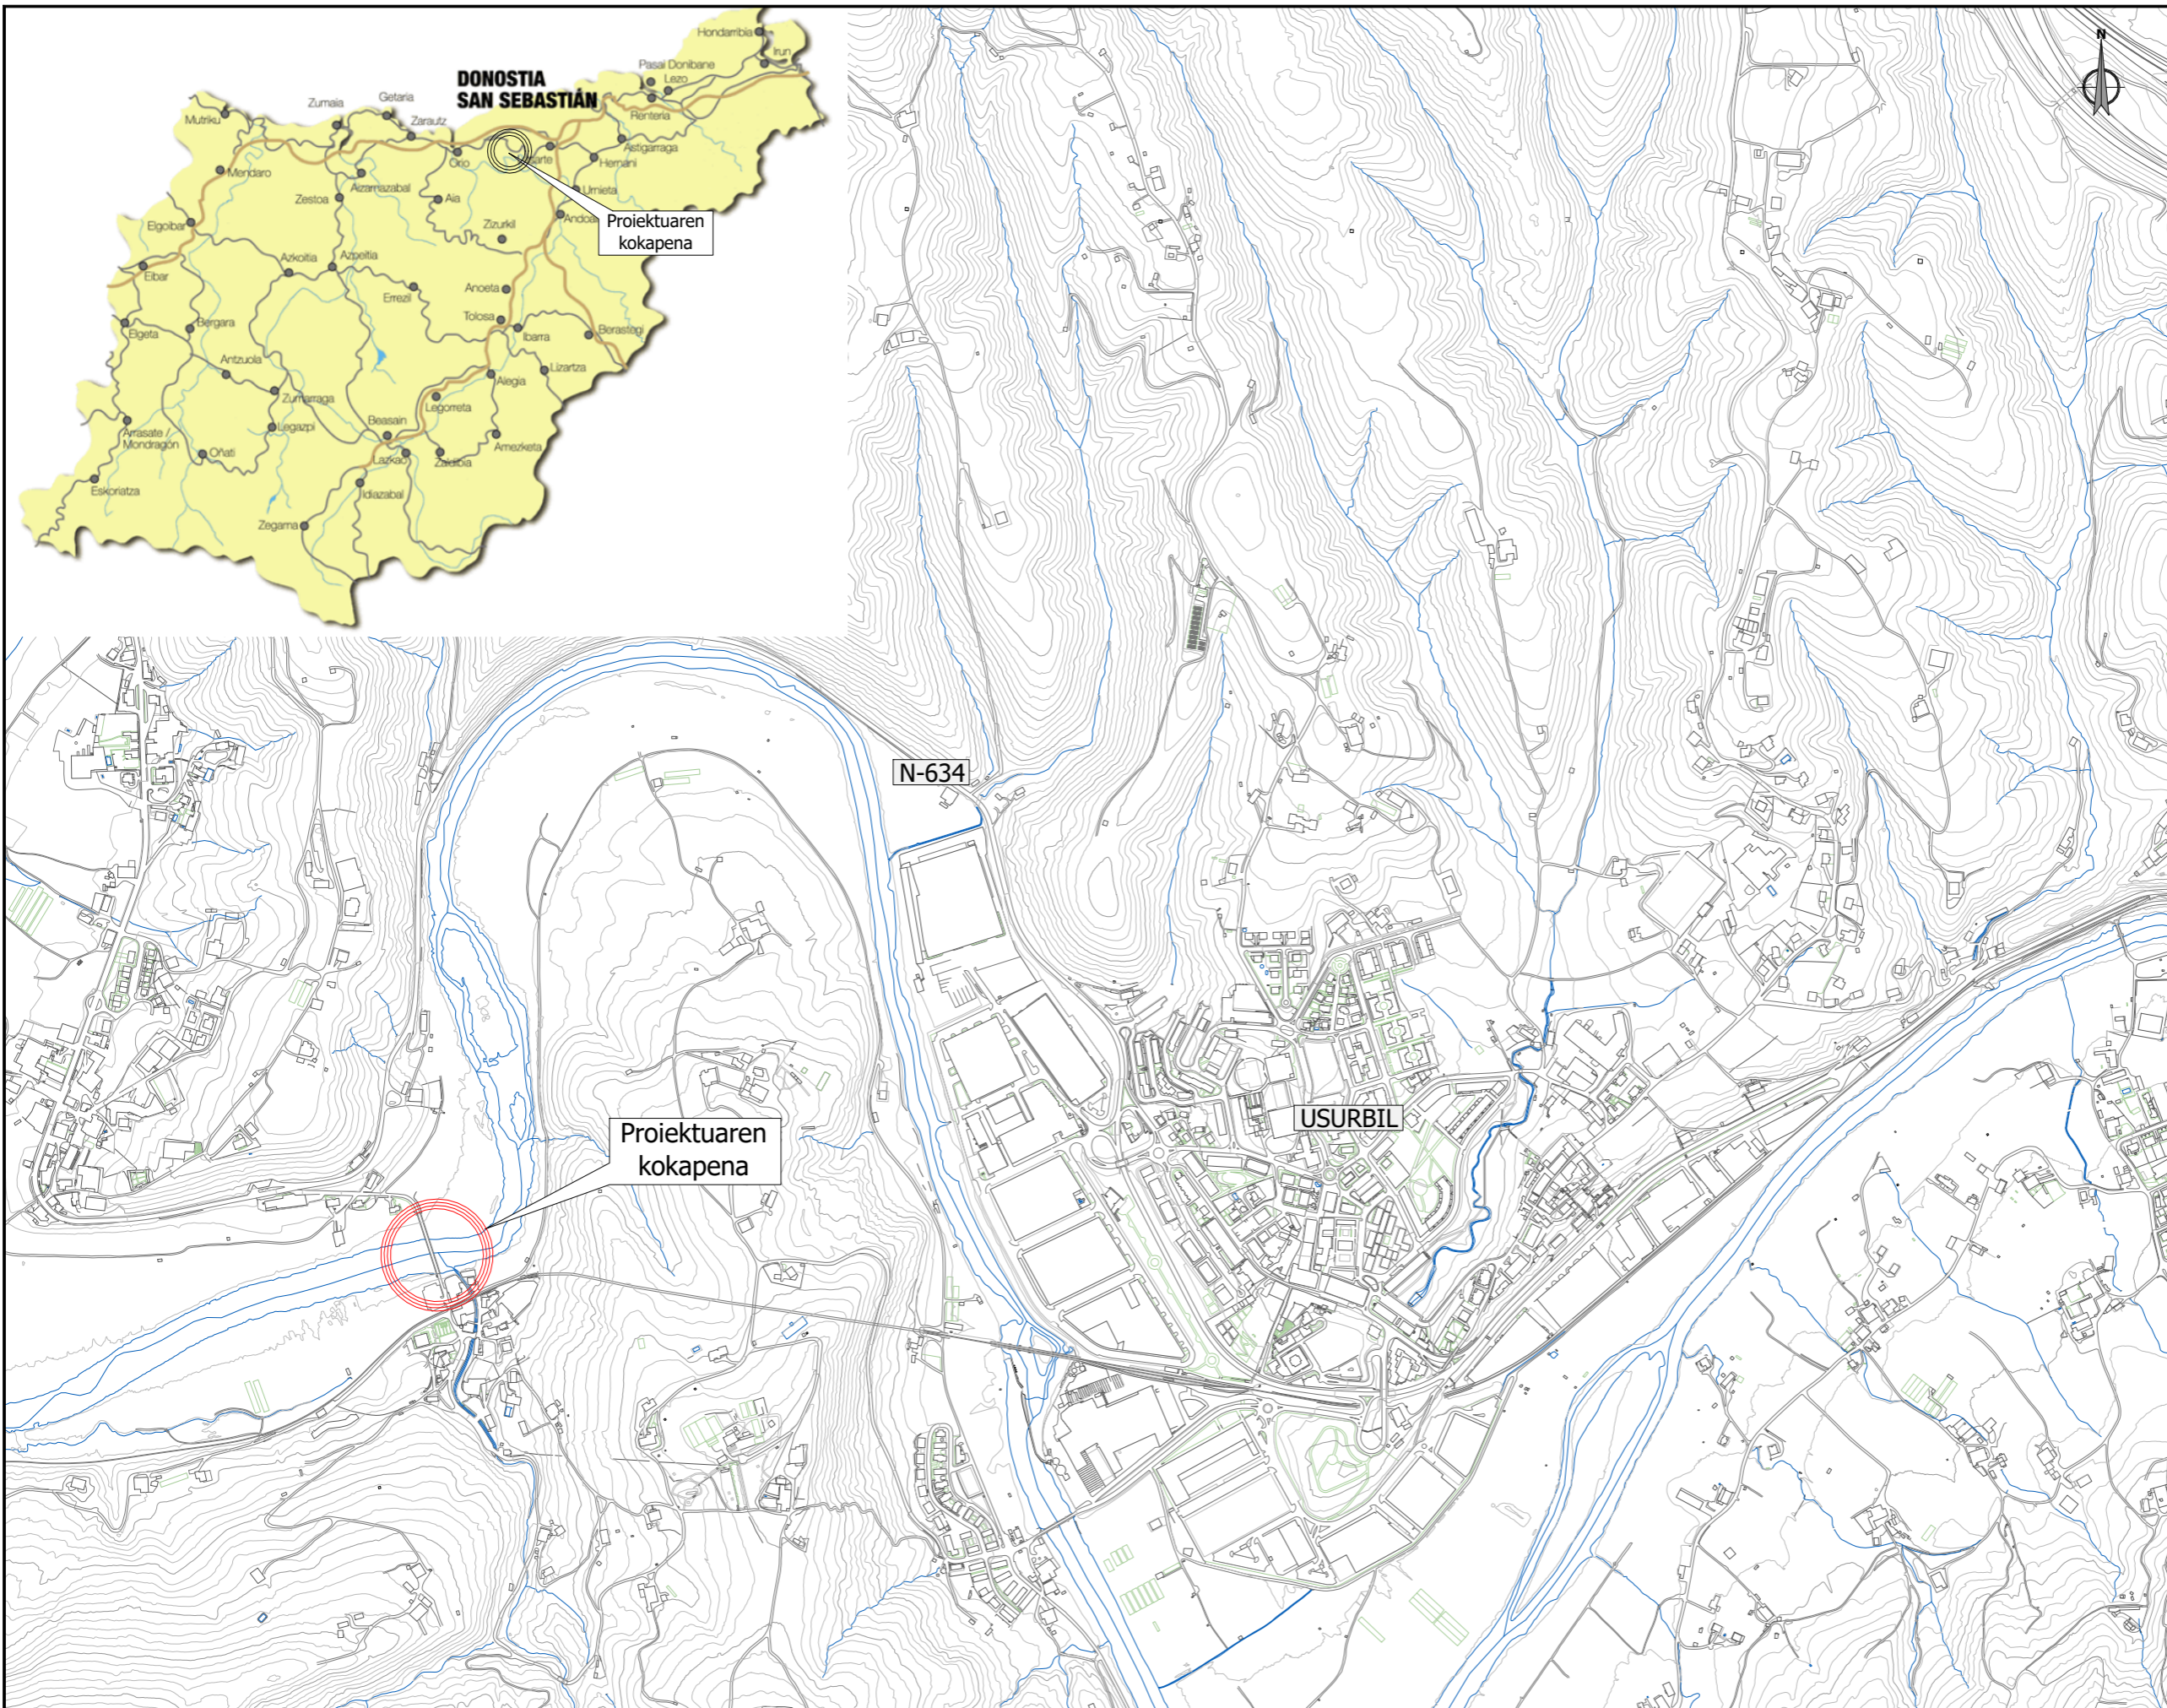 Hondarribia
Irun
Pasai Donibane
Lezo
DONOSTIA
SAN SEBASTIÁN
Getaria
Zumaia
Mutriku
Zarautz
Renteria
Orio
Astigarraga
Hernani
Mendaro
Aizarnazabal
Urnieta
Zestoa
Aia
Proiektuaren
kokapena
Elgoibar
Zizurkil
Azkoitia
Azpeitia
Eibar
Errezil
Anoeta
Tolosa
Elgeta
Bergara
Ibarra
Berastegi
Antzuola
Alegia
Lizartza
Zumarraga
Legorreta
Arrasate /
Mondragón
Legazpi
Beasain
Amezketa
Oñati
Lazkao
Zaldibia
Eskoriatza
Idiazabal
Zegama
N
N-634
USURBIL
Proiektuaren
kokapena